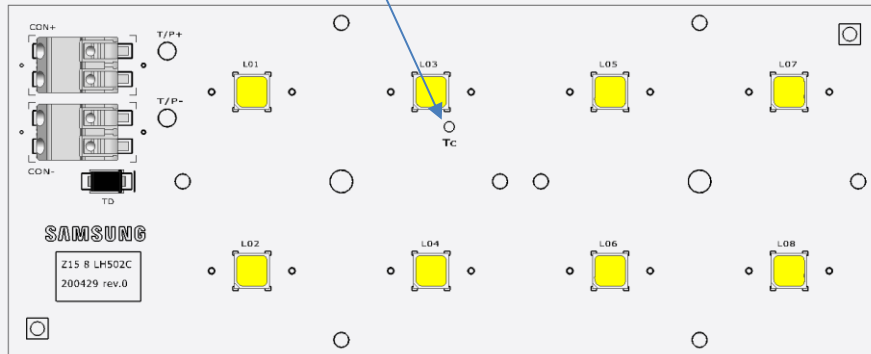 CON+
T/P+
T/P-
CON-
TD
L01
L03
L05
L07
Tc
L02
L04
L06
L08
SAMSUNG
Z15 8 LH502C
200429 rev.0